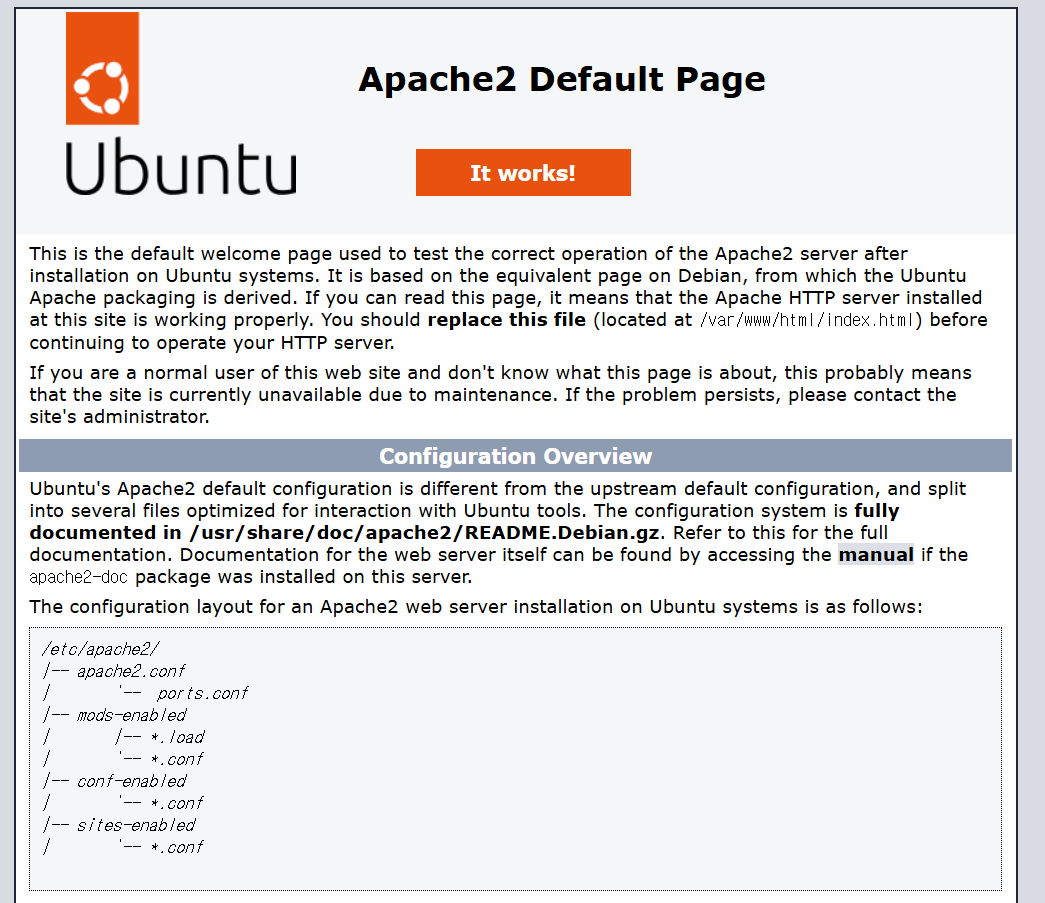 Apache2 Default Page
Ubuntu
It works!
This is the default welcome page used to test the correct operation of the Apache2 server after
installation on Ubuntu systems. It is based on the equivalent page on Debian, from which the Ubuntu
Apache packaging is derived. If you can read this page, it means that the Apache HTTP server installed
at this site is working properly. You should replace this file (located at /var/www/html/index.html) before
continuing to operate your HTTP server.
If you are a normal user of this web site and don't know what this page is about, this probably means
that the site is currently unavailable due to maintenance. If the problem persists, please contact the
site's administrator.
Configuration Overview
Ubuntu's Apache2 default configuration is different from the upstream default configuration, and split
into several files optimized for interaction with Ubuntu tools. The configuration system is fully
documented in /usr/share/doc/apache2/README.Debian.gz. Refer to this for the full
documentation. Documentation for the web server itself can be found by accessing the manual if the
apache2-doc package was installed on this server.
The configuration layout for an Apache2 web server installation on Ubuntu systems is as follows:
/etc/apache2/
|-- apache2.conf
|       `--  ports.conf
|-- mods-enabled
|       |-- *.load
|       `-- *.conf
|-- conf-enabled
|       `-- *.conf
|-- sites-enabled
|       `-- *.conf